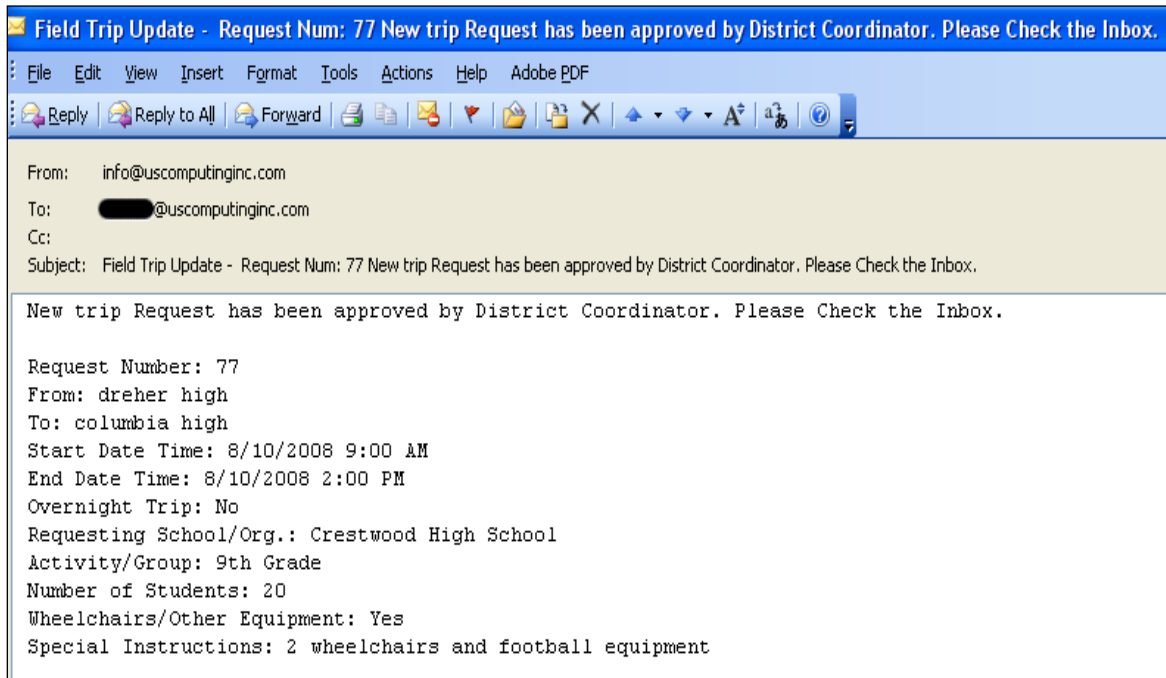 Field Trip Update - Request Num: 77 New trip Request has been approved by District Coordinator. Please Check the Inbox.
File Edit View Insert Format Tools Actions Help Adobe PDF
Reply Reply to All Forward
From: info@uscomputinginc.com
To: @uscomputinginc.com
Cc:
Subject: Field Trip Update - Request Num: 77 New trip Request has been approved by District Coordinator. Please Check the Inbox.
New trip Request has been approved by District Coordinator. Please Check the Inbox.
Request Number: 77
From: dreher high
To: columbia high
Start Date Time: 8/10/2008 9:00 AM
End Date Time: 8/10/2008 2:00 PM
Overnight Trip: No
Requesting School/Org.: Crestwood High School
Activity/Group: 9th Grade
Number of Students: 20
Wheelchairs/Other Equipment: Yes
Special Instructions: 2 wheelchairs and football equipment